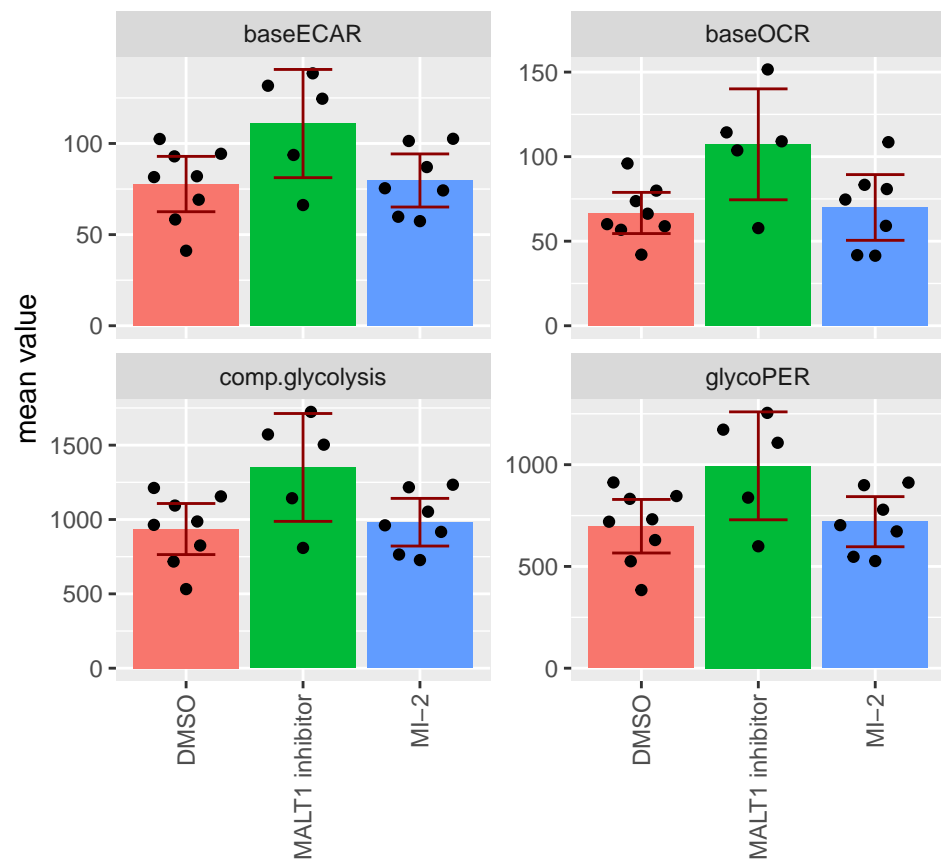 baseECAR
baseOCR
150
100
100
50
50
0
0
comp.glycolysis
glycoPER
1500
1000
1000
500
500
0
0
mean value
DMSO
MALT1 inhibitor
MI−2
DMSO
MALT1 inhibitor
MI−2